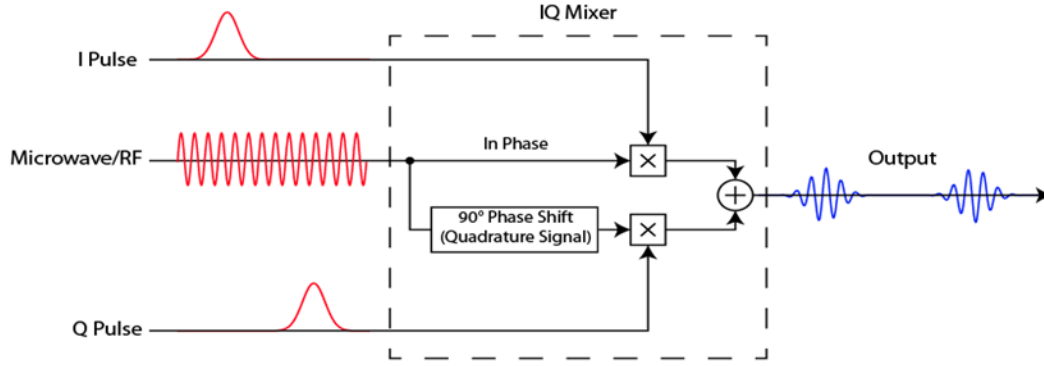 IQ Mixer
I Pulse
Microwave/RF
In Phase
Output
90° Phase Shift
(Quadrature Signal)
Q Pulse